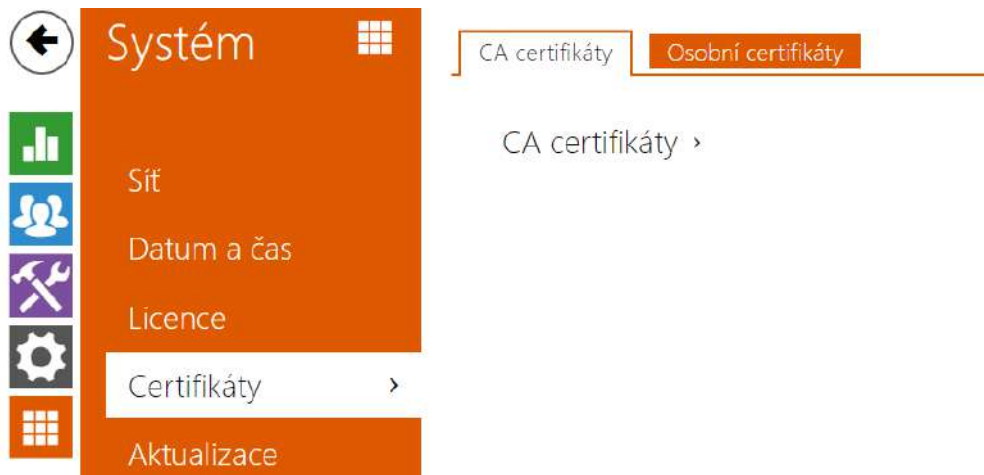 Systém
Síť
Datum a čas
Licence
Certifikáty ›
Aktualizace
CA certifikáty
Osobní certifikáty
CA certifikáty ›